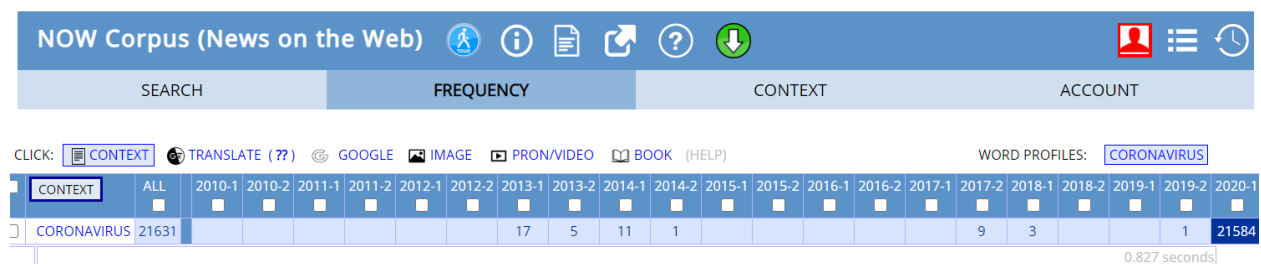 NOW Corpus (News on the Web)
SEARCH FREQUENCY CONTEXT ACCOUNT
CLICK: CONTEXT TRANSLATE (??) GOOGLE IMAGE PRON/VIDEO BOOK (HELP) WORD PROFILES: CORONAVIRUS
CONTEXT ALL 2010-1 2010-2 2011-1 2011-2 2012-1 2012-2 2013-1 2013-2 2014-1 2014-2 2015-1 2015-2 2016-1 2016-2 2017-1 2017-2 2018-1 2018-2 2019-1 2019-2 2020-1
CORONAVIRUS 21631 17 5 11 1 9 3 1 21584
0.827 seconds